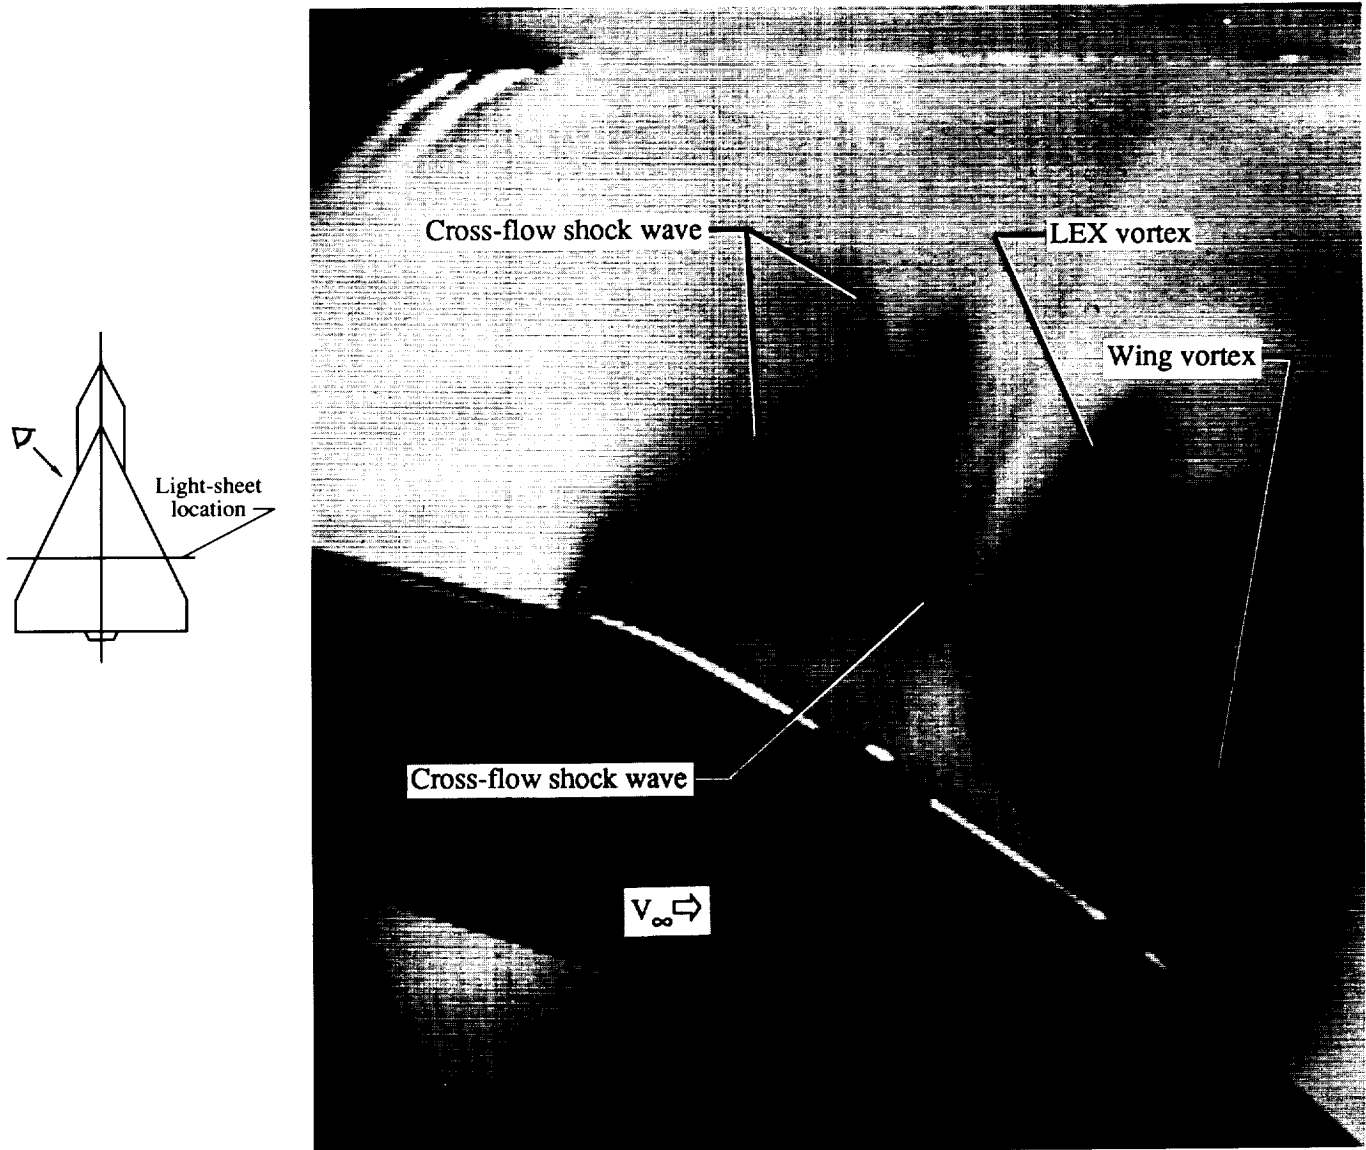 Cross-flow shock wave
LEX vortex
Wing vortex
Light-sheet
location
Cross-flow shock wave
V∞ ⇨